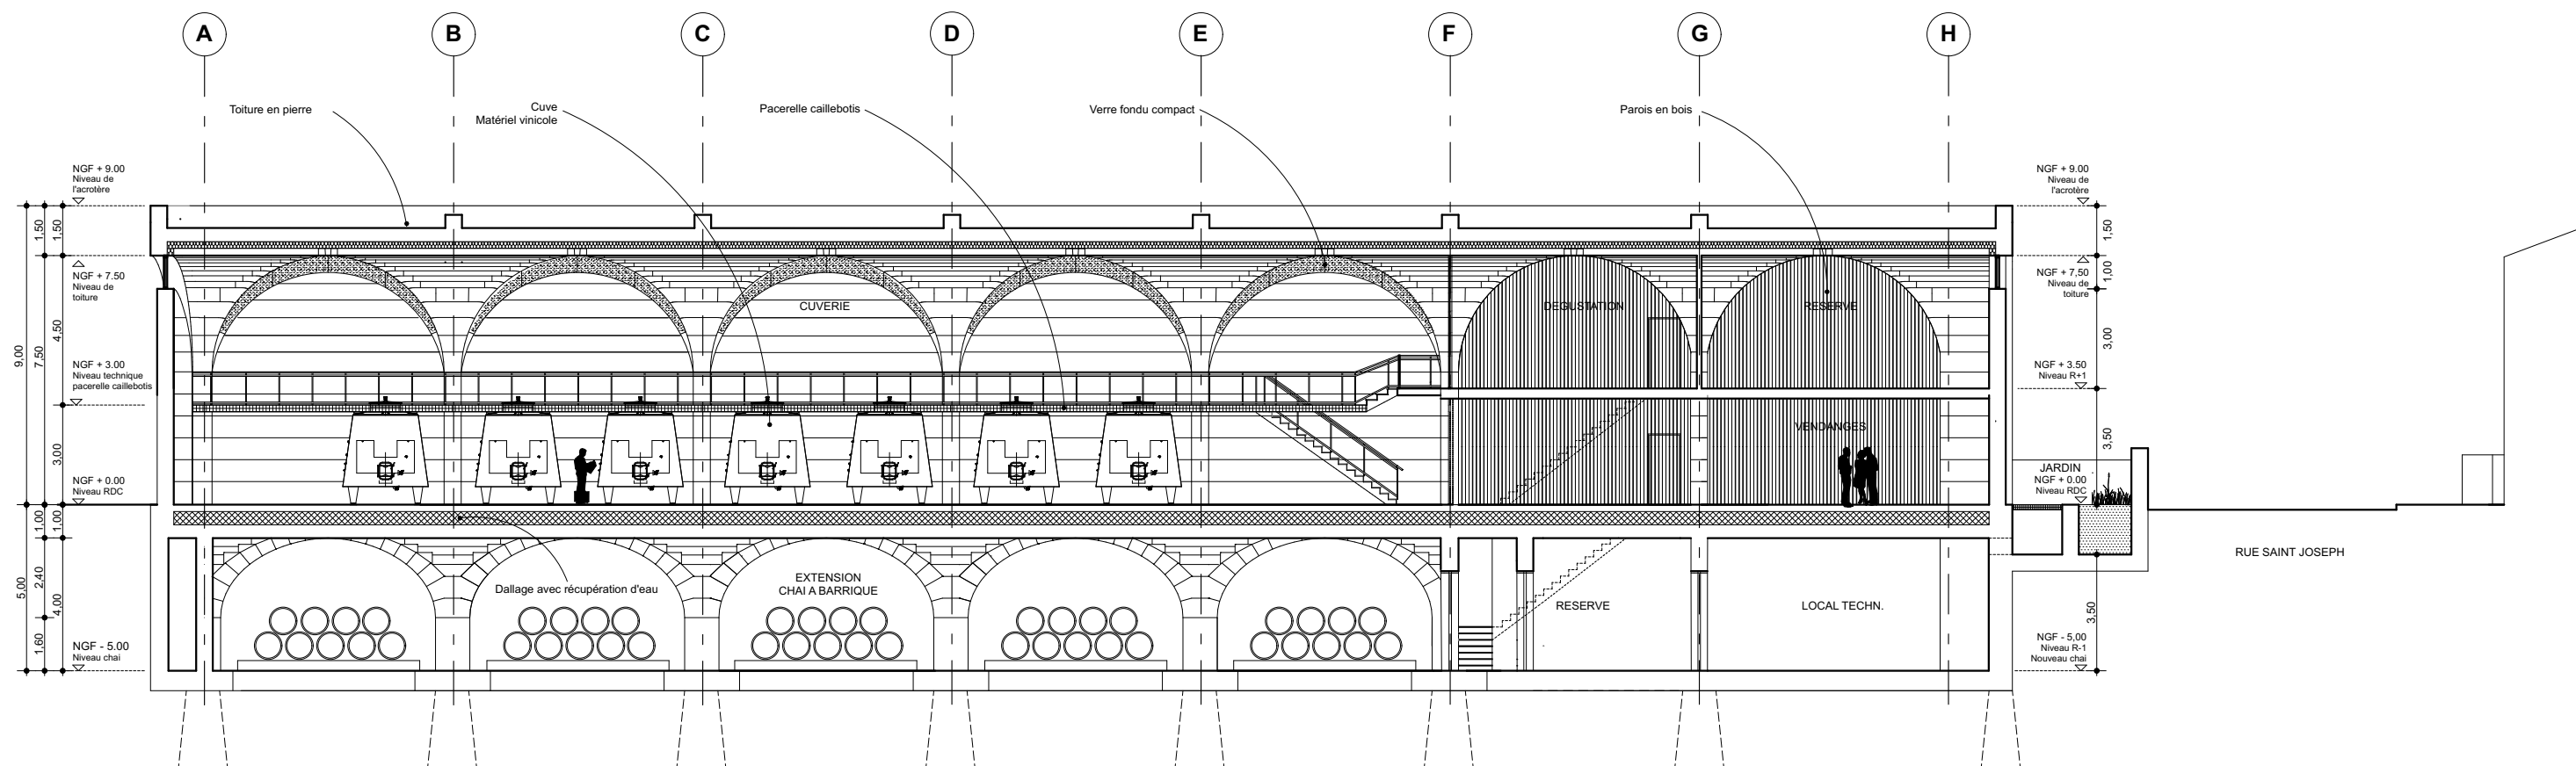 A B C D E F G H
Toiture en pierre
Cuve
Matériel vinicole
Pacerelle caillebotis
Verre fondu compact
Parois en bois
NGF + 9.00
Niveau de
l'acrotère
NGF + 9.00
Niveau de
l'acrotère
1,50
1,50
1,50
NGF + 7.50
Niveau de
toiture
NGF + 7,50
Niveau de
toiture
1,00
CUVERIE
DEGUSTATION
RESERVE
9,00
7,50
4,50
3,00
NGF + 3.00
Niveau technique
pacerelle caillebotis
NGF + 3.50
Niveau R+1
3,00
VENDANGES
3,50
NGF + 0.00
Niveau RDC
JARDIN
NGF + 0.00
Niveau RDC
1,00
1,00
RUE SAINT JOSEPH
5,00
2,40
4,00
1,60
Dallage avec récupération d'eau
EXTENSION
CHAI A BARRIQUE
RESERVE
LOCAL TECHN.
3,50
NGF - 5.00
Niveau chai
NGF - 5,00
Niveau R-1
Nouveau chai